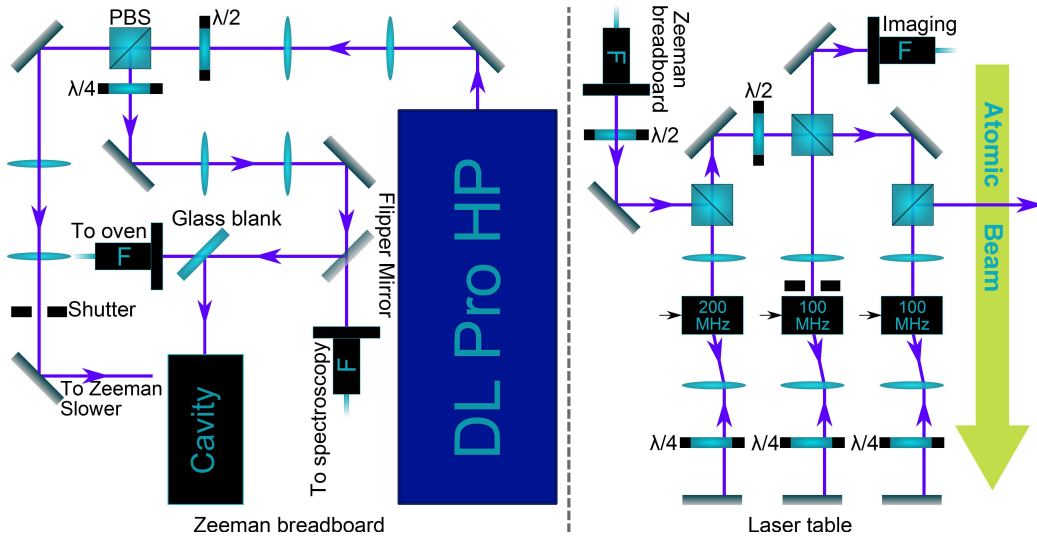 PBS
λ/2
λ/4
Glass blank
To oven
F
Shutter
To Zeeman
Slower
Cavity
Flipper Mirror
F
To spectroscopy
DL Pro HP
Zeeman breadboard
Zeeman
breadboard
F
λ/2
λ/2
Imaging
F
Atomic Beam
200
MHz
100
MHz
100
MHz
λ/4
λ/4
λ/4
Laser table